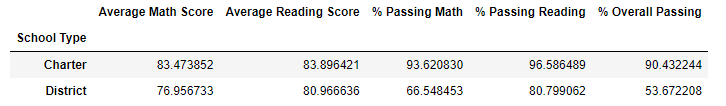 Average Math Score Average Reading Score % Passing Math % Passing Reading % Overall Passing
School Type
Charter 83.473852 83.896421 93.620830 96.586489 90.432244
District 76.956733 80.966636 66.548453 80.799062 53.672208